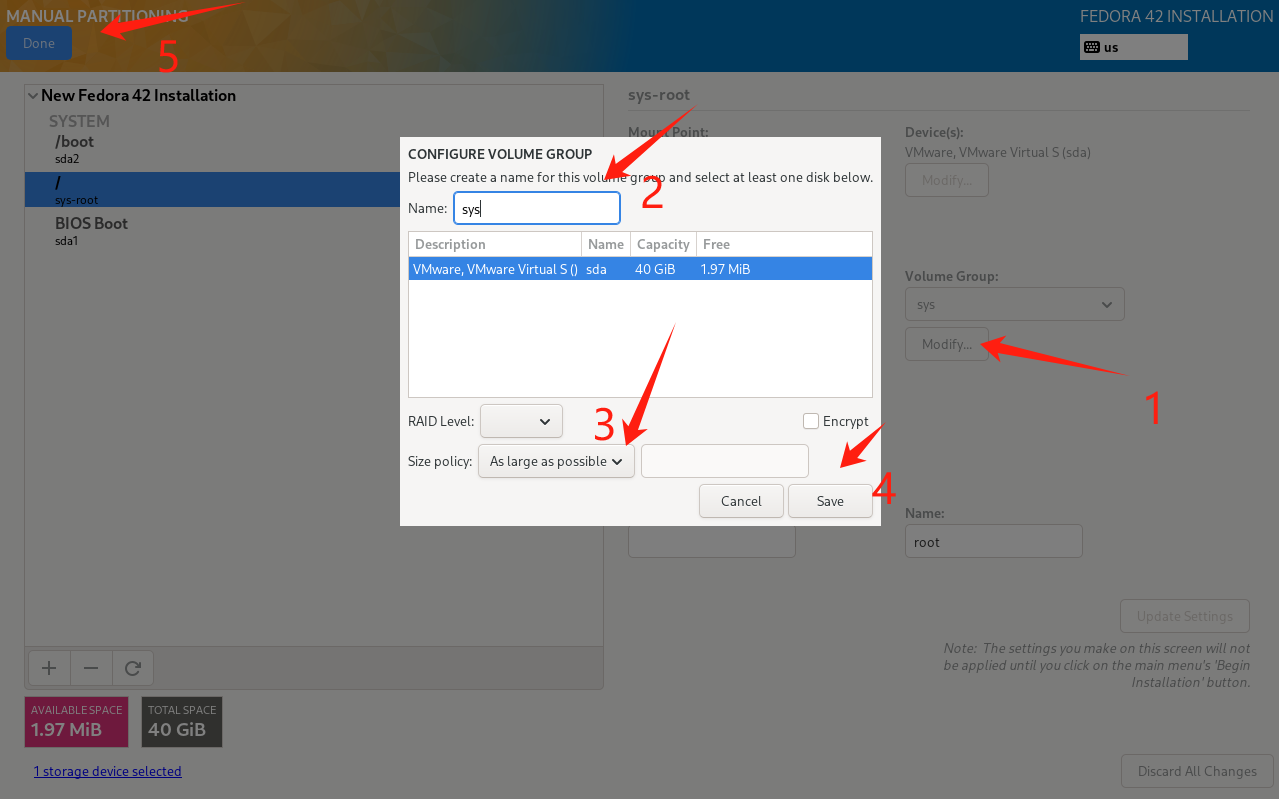 MANUAL PARTITIONING
FEDORA 42 INSTALLATION
Done
5
us
New Fedora 42 Installation
SYSTEM
/boot
sda2
/
sys-root
BIOS Boot
sda1
sys-root
Mount Point:
Device(s):
VMware, VMware Virtual S (sda)
Modify...
CONFIGURE VOLUME GROUP
Please create a name for this volume group and select at least one disk below.
2
Name: sys
Description Name Capacity Free
VMware, VMware Virtual S () sda 40 GiB 1.97 MiB
Volume Group:
sys
Modify...
1
RAID Level:
3
Encrypt
Size policy: As large as possible
4
Cancel Save
Name:
root
Update Settings
Note: The settings you make on this screen will not
be applied until you click on the main menu's 'Begin
Installation' button.
AVAILABLE SPACE
1.97 MiB
TOTAL SPACE
40 GiB
1 storage device selected
Discard All Changes